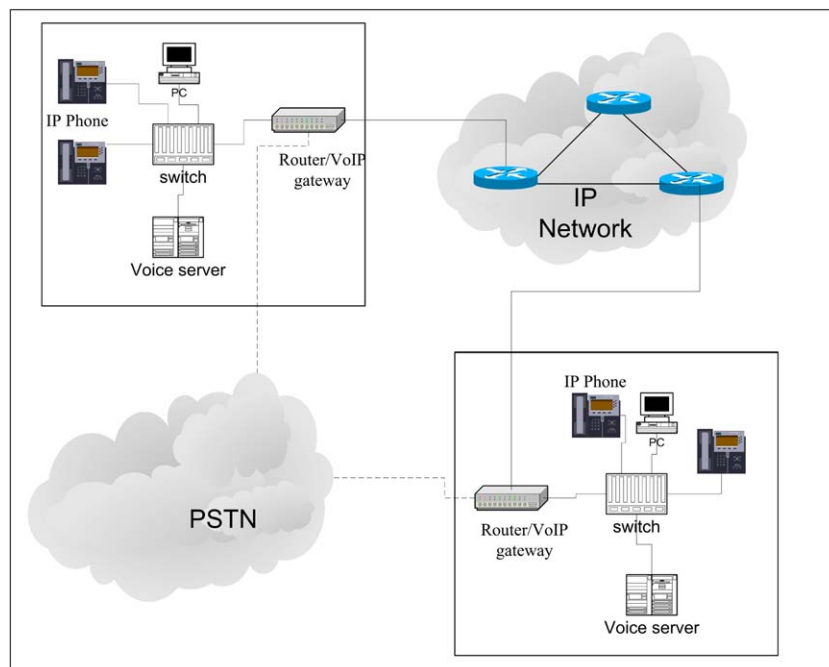 PC
IP Phone
switch
Router/VoIP
gateway
Voice server
IP
Network
PSTN
IP Phone
PC
switch
Router/VoIP
gateway
Voice server